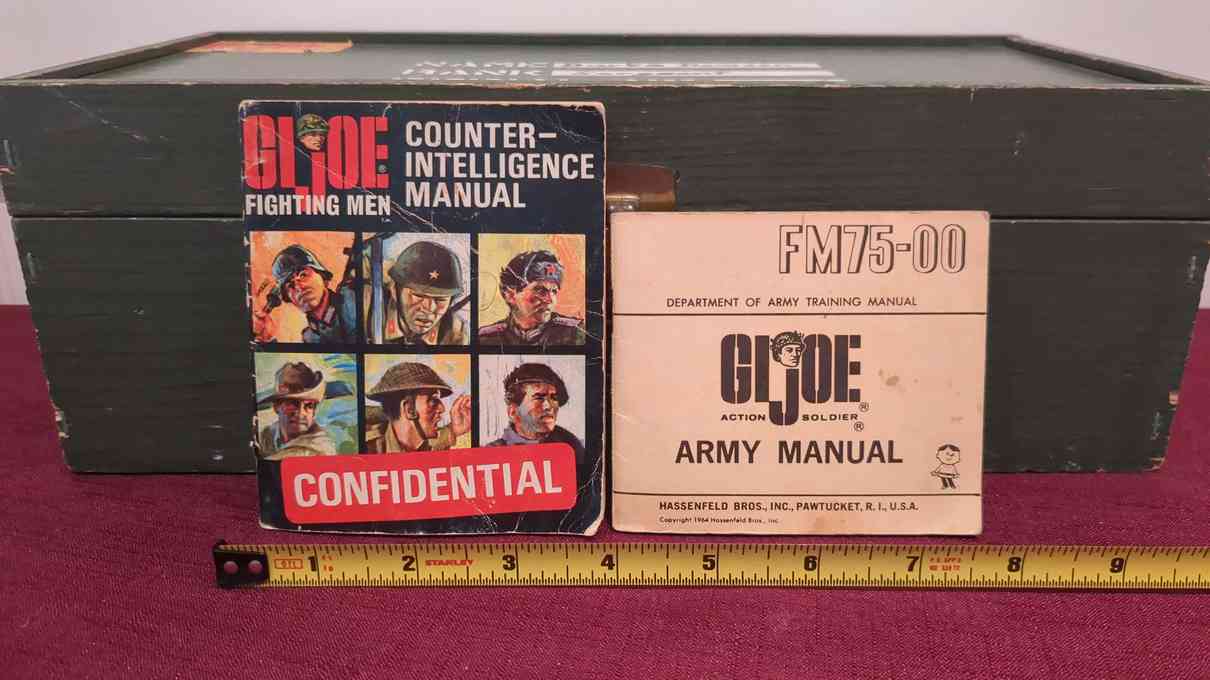 NAME
RANK
GI JOE®
FIGHTING MEN
COUNTER-
INTELLIGENCE
MANUAL
CONFIDENTIAL
FM75-00
DEPARTMENT OF ARMY TRAINING MANUAL
GI JOE®
ACTION SOLDIER®
ARMY MANUAL
HASSENFELD BROS., INC., PAWTUCKET, R. I., U.S.A.
Copyright 1964 Hassenfeld Bros., Inc.
1 2 STANLEY 3 4 5 6 7 8 9